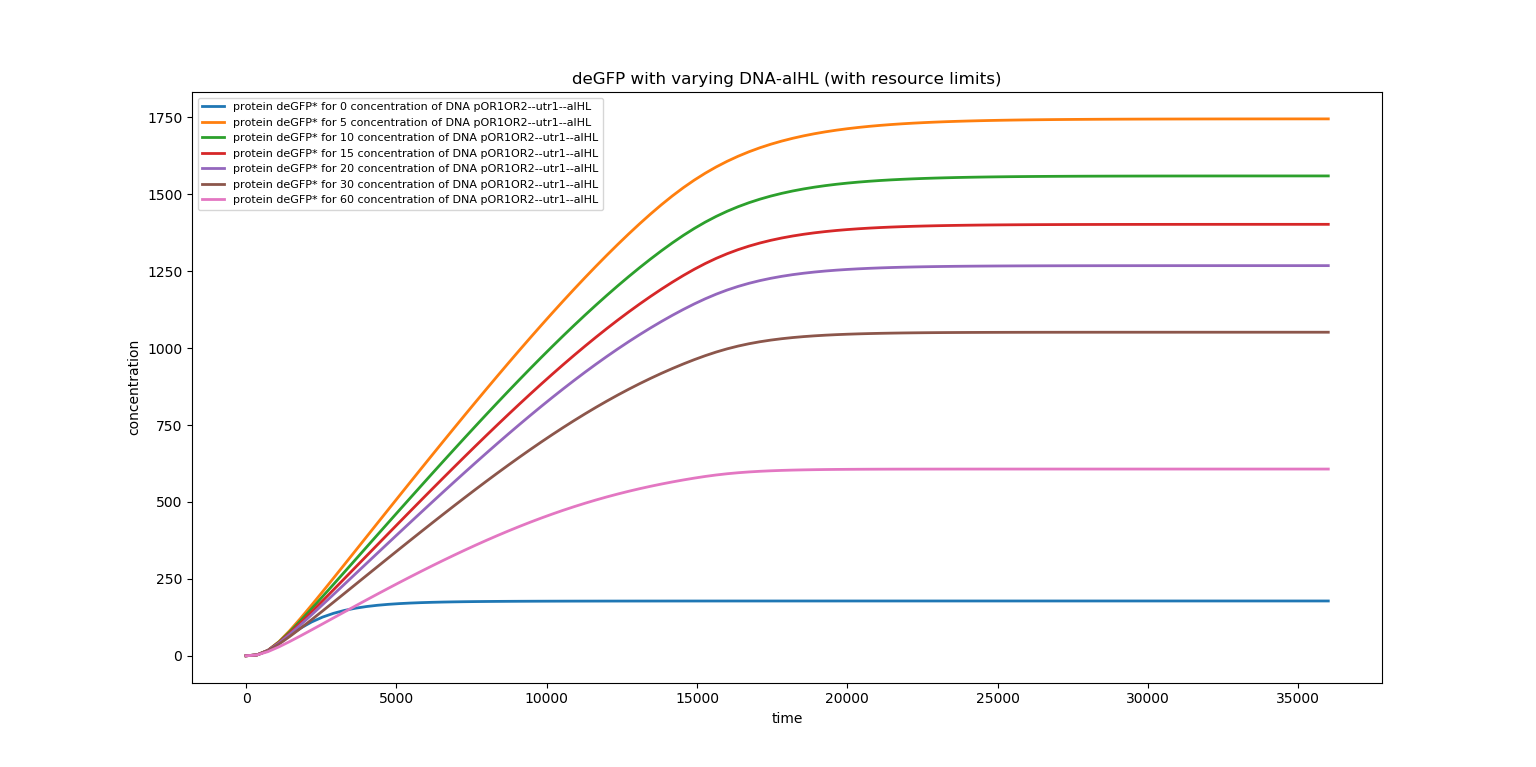 deGFP with varying DNA-alHL (with resource limits)
protein deGFP* for 0 concentration of DNA pOR1OR2--utr1--alHL
protein deGFP* for 5 concentration of DNA pOR1OR2--utr1--alHL
protein deGFP* for 10 concentration of DNA pOR1OR2--utr1--alHL
protein deGFP* for 15 concentration of DNA pOR1OR2--utr1--alHL
protein deGFP* for 20 concentration of DNA pOR1OR2--utr1--alHL
protein deGFP* for 30 concentration of DNA pOR1OR2--utr1--alHL
protein deGFP* for 60 concentration of DNA pOR1OR2--utr1--alHL
1750
1500
1250
1000
750
500
250
0
concentration
0 5000 10000 15000 20000 25000 30000 35000
time